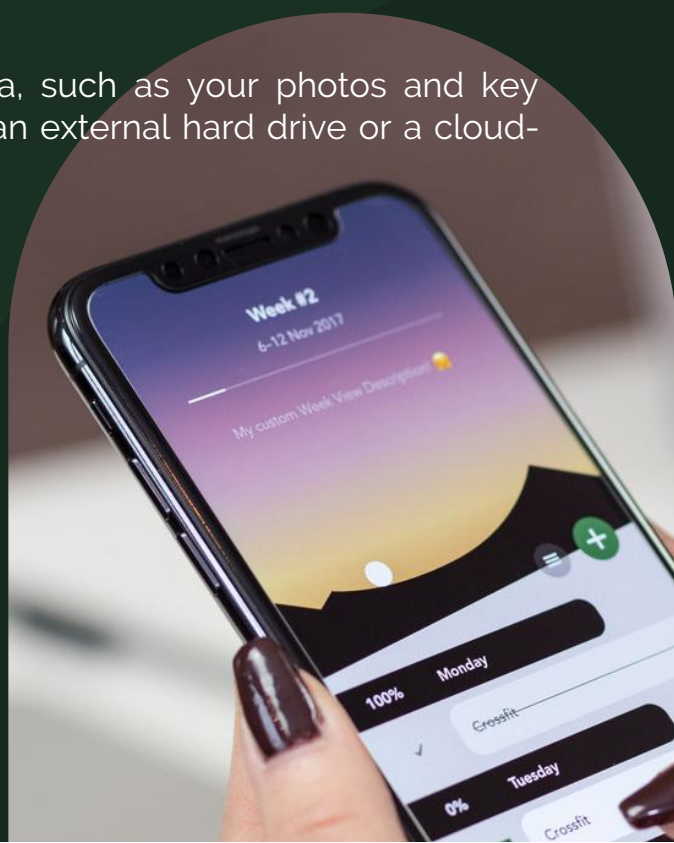 a, such as your photos and key
an external hard drive or a cloud-
Week #2
6-12 Nov 2017
My custom Week View Description! 🤗
100% Monday
Crossfit
0% Tuesday
Crossfit